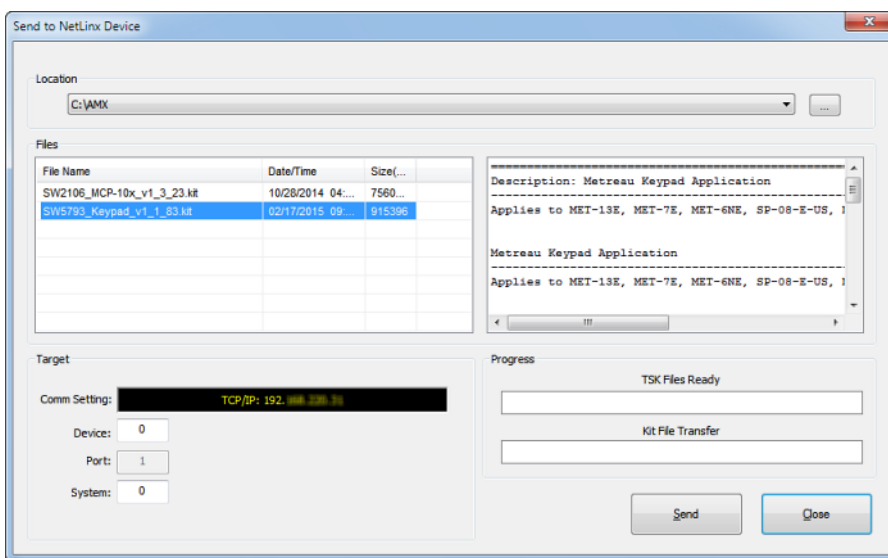 Send to NetLinx Device
Location
C:\AMX
...
Files
File Name Date/Time Size(...
SW2106_MCP-10x_v1_3_23.kit 10/28/2014 04:... 7560...
SW5793_Keypad_v1_1_83.kit 02/17/2015 09:... 915396
Description: Metreau Keypad Application
Applies to MET-13E, MET-7E, MET-6NE, SP-08-E-US,
Metreau Keypad Application
Applies to MET-13E, MET-7E, MET-6NE, SP-08-E-US,
Target
Comm Setting: TCP/IP: 192.
Device: 0
Port: 1
System: 0
Progress
TSK Files Ready
Kit File Transfer
Send
Close